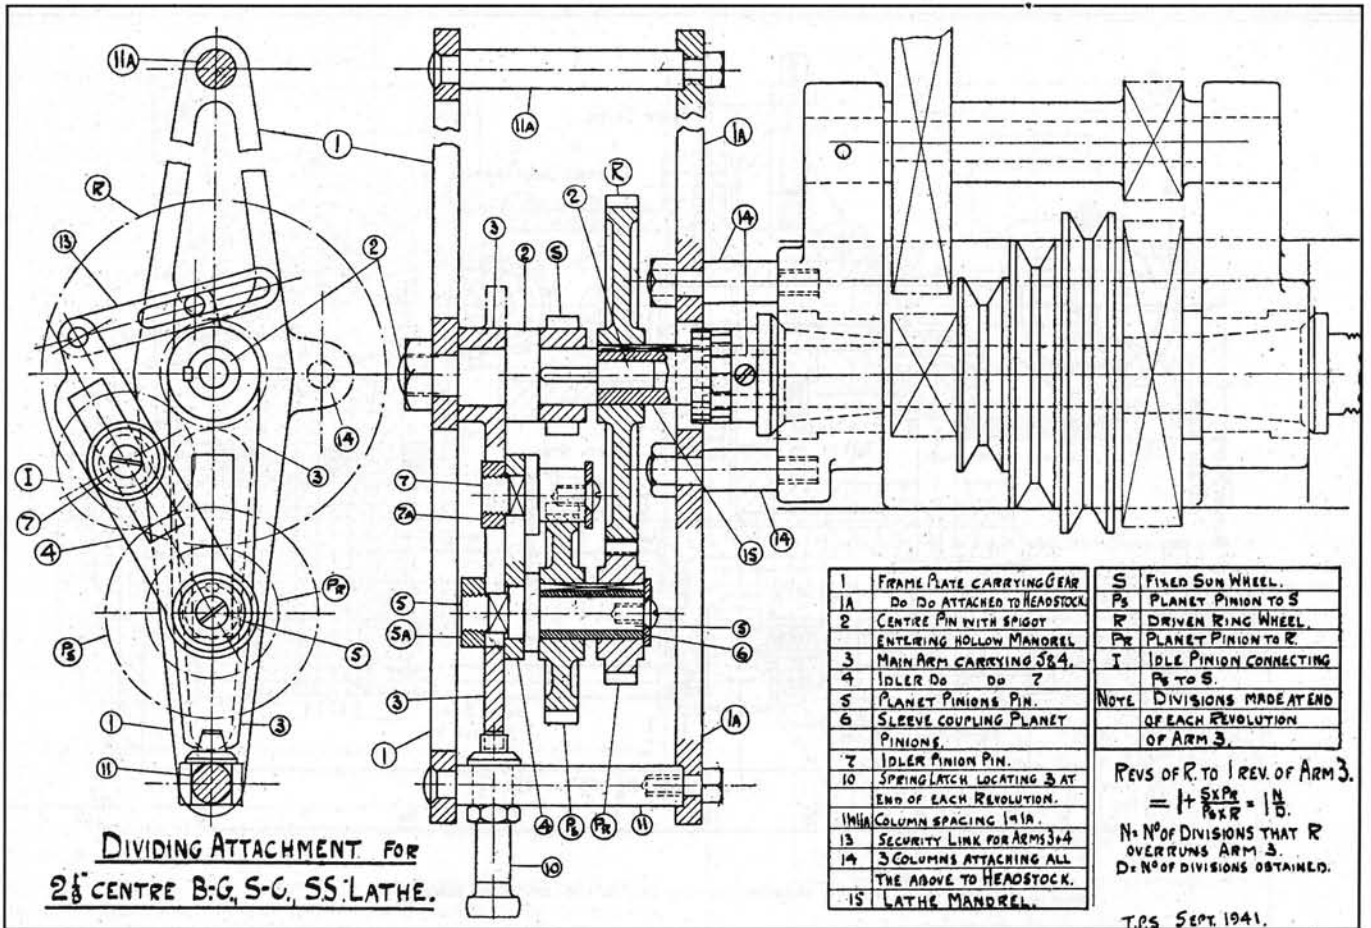 11A
1
R
13
2
14
3
I
7
4
PR
PS
5
1
3
11
11A
1A
R
2
3
2
S
14
7
7A
15
14
5
5A
5
6
3
1
1A
4
PS
PR
11
10
DIVIDING ATTACHMENT FOR
2 1/8" CENTRE B.G., S-C., S.S. LATHE.
1 FRAME PLATE CARRYING GEAR
1A DO DO ATTACHED TO HEADSTOCK
2 CENTRE PIN WITH SPIGOT
ENTERING HOLLOW MANDREL
3 MAIN ARM CARRYING 5&4.
4 IDLER DO DO 7
5 PLANET PINIONS PIN.
6 SLEEVE COUPLING PLANET
PINIONS.
7 IDLER PINION PIN.
10 SPRING LATCH LOCATING 3 AT
END OF EACH REVOLUTION.
11&11A COLUMN SPACING 1&1A.
13 SECURITY LINK FOR ARMS 3&4
14 3 COLUMNS ATTACHING ALL
THE ABOVE TO HEADSTOCK.
15 LATHE MANDREL.
S FIXED SUN WHEEL.
PS PLANET PINION TO S
R DRIVEN RING WHEEL.
PR PLANET PINION TO R.
I IDLE PINION CONNECTING
PS TO S.
NOTE DIVISIONS MADE AT END
OF EACH REVOLUTION
OF ARM 3.
REVS OF R. TO 1 REV. OF ARM 3.
= 1 + S×PR / PS×R = 1 N/D.
N= Nº OF DIVISIONS THAT R
OVERRUNS ARM 3.
D= Nº OF DIVISIONS OBTAINED.
T.P.S SEPT. 1941.